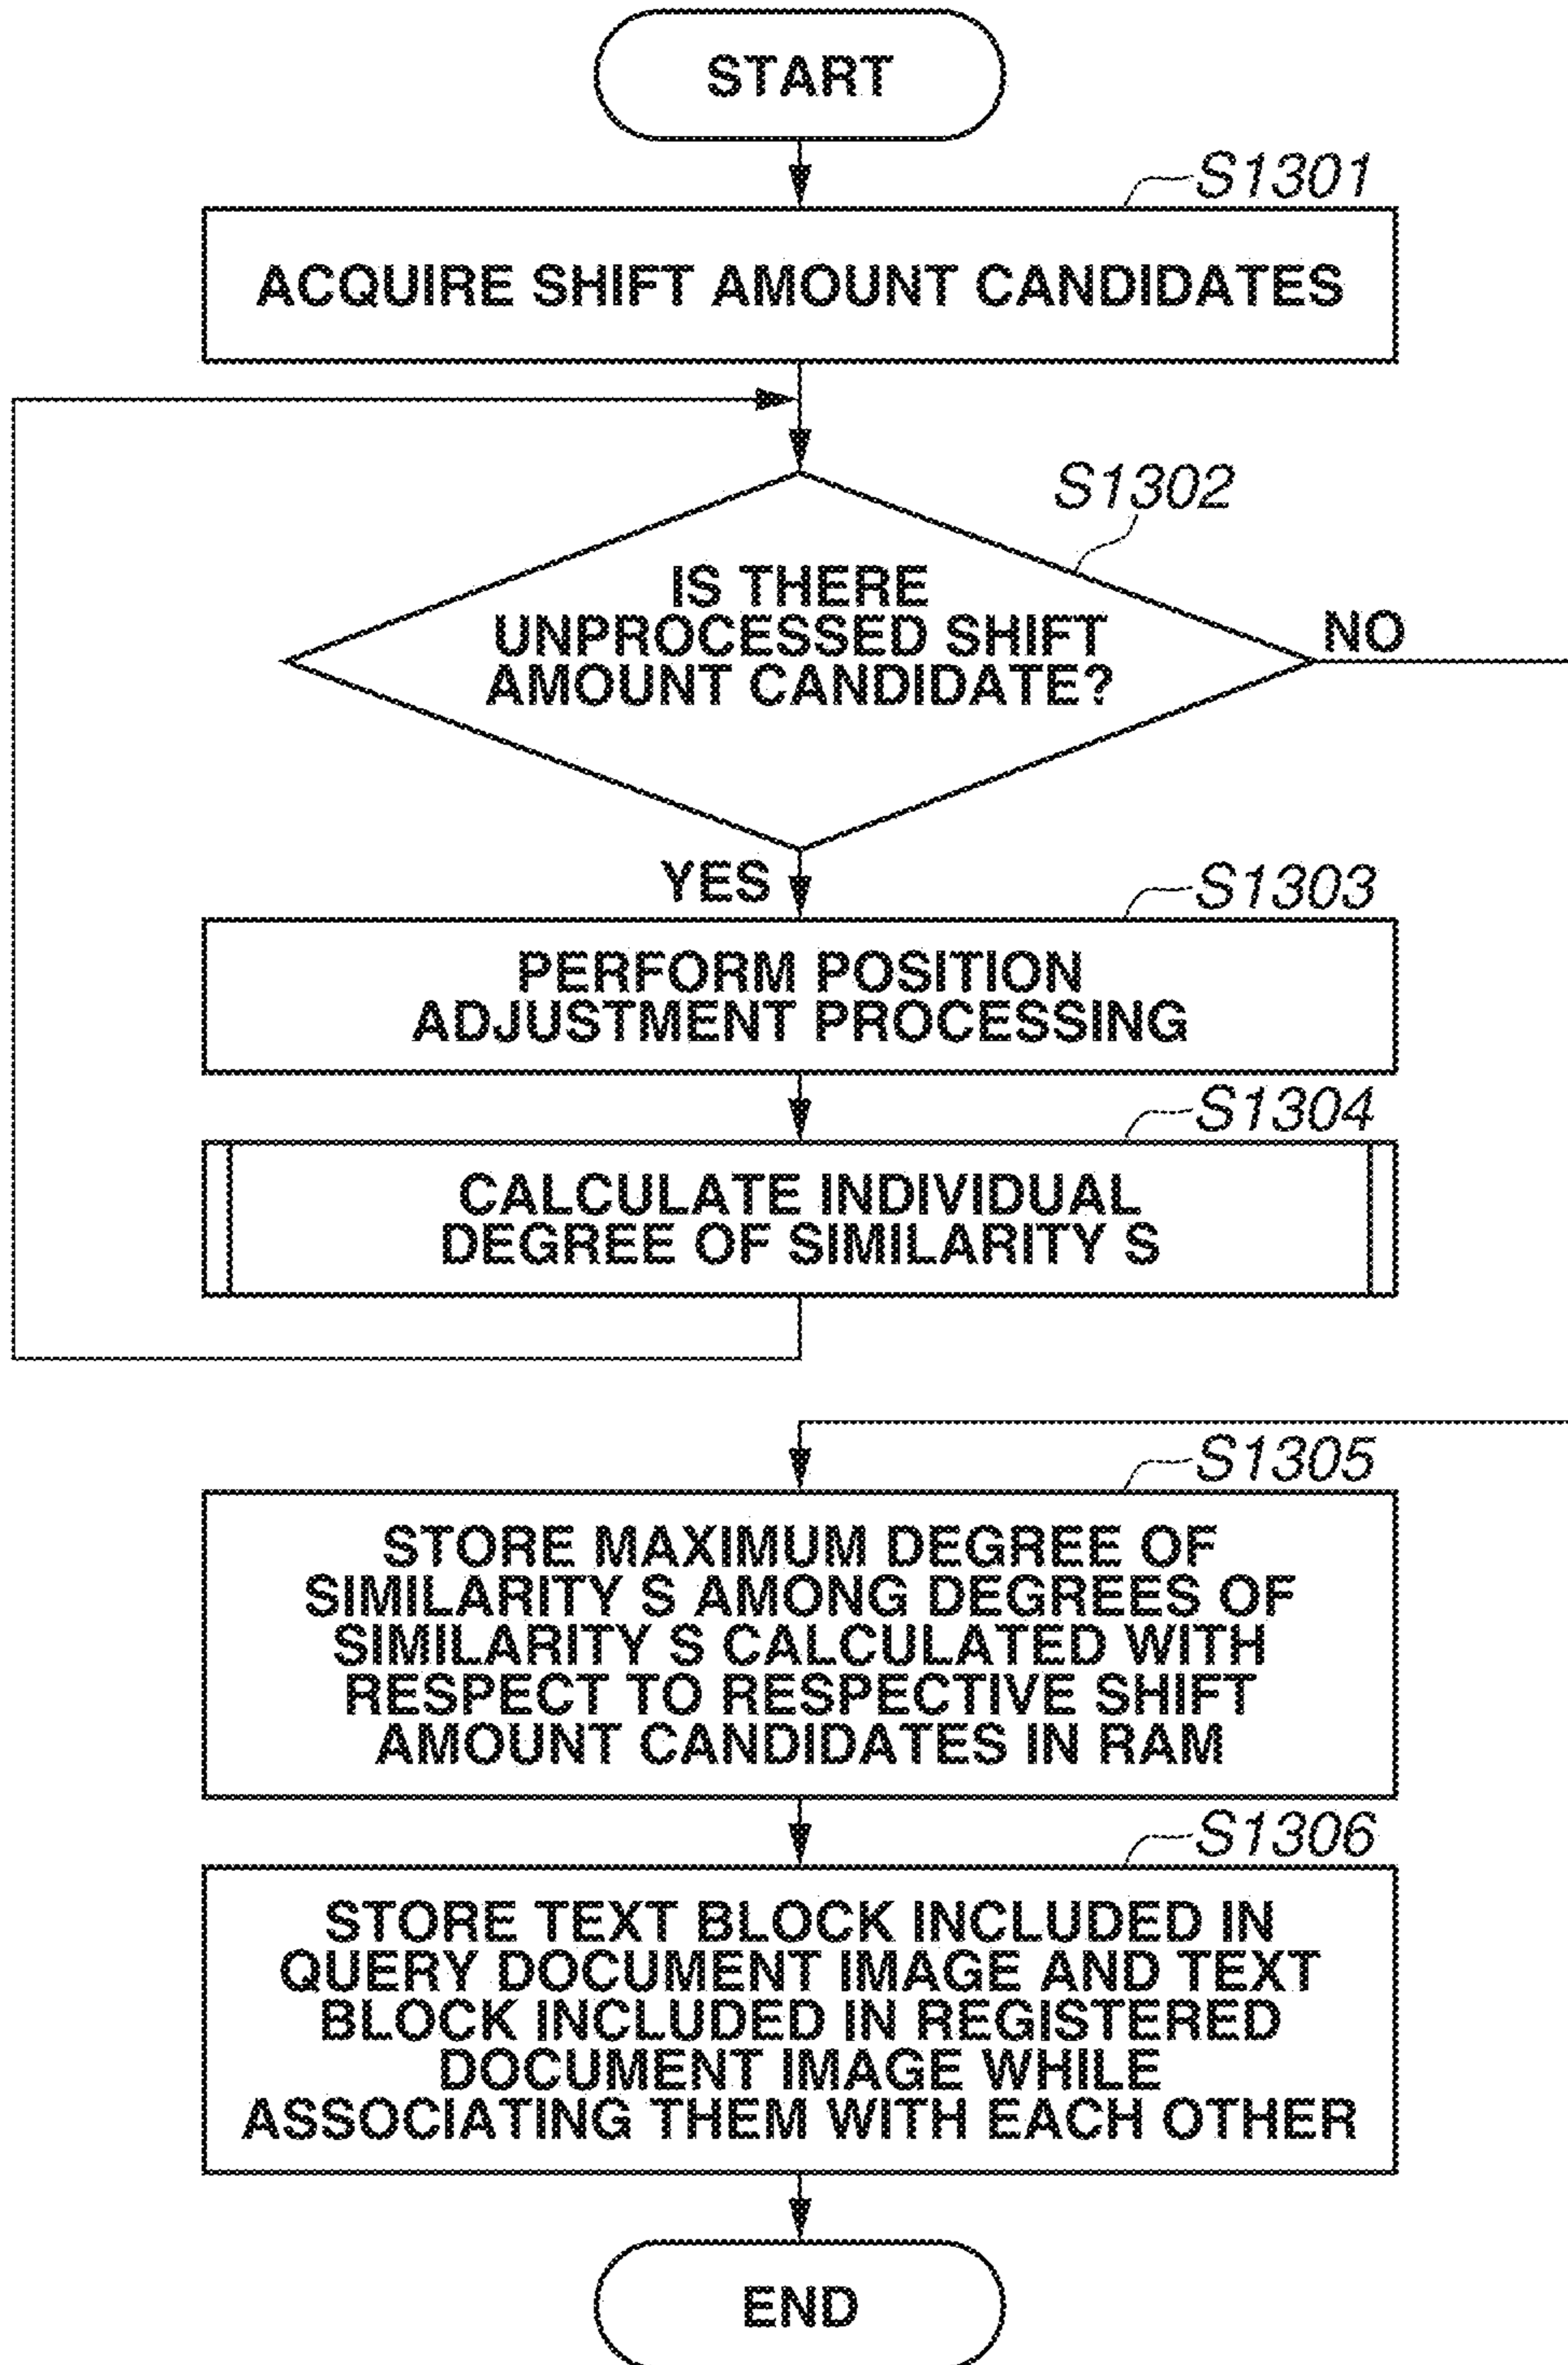 START
S1301
ACQUIRE SHIFT AMOUNT CANDIDATES
S1302
IS THERE
UNPROCESSED SHIFT
AMOUNT CANDIDATE?
NO
YES
S1303
PERFORM POSITION
ADJUSTMENT PROCESSING
S1304
CALCULATE INDIVIDUAL
DEGREE OF SIMILARITY S
S1305
STORE MAXIMUM DEGREE OF
SIMILARITY S AMONG DEGREES OF
SIMILARITY S CALCULATED WITH
RESPECT TO RESPECTIVE SHIFT
AMOUNT CANDIDATES IN RAM
S1306
STORE TEXT BLOCK INCLUDED IN
QUERY DOCUMENT IMAGE AND TEXT
BLOCK INCLUDED IN REGISTERED
DOCUMENT IMAGE WHILE
ASSOCIATING THEM WITH EACH OTHER
END